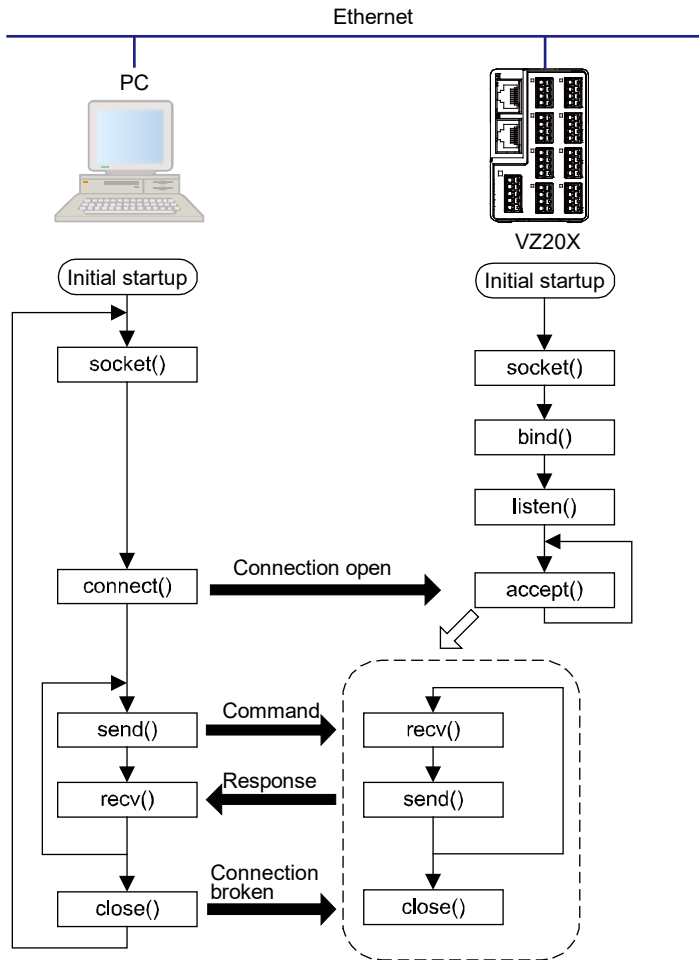 Ethernet
PC
VZ20X
Initial startup
Initial startup
socket()
socket()
bind()
listen()
connect()
Connection open
accept()
send()
Command
recv()
recv()
Response
send()
close()
Connection
broken
close()